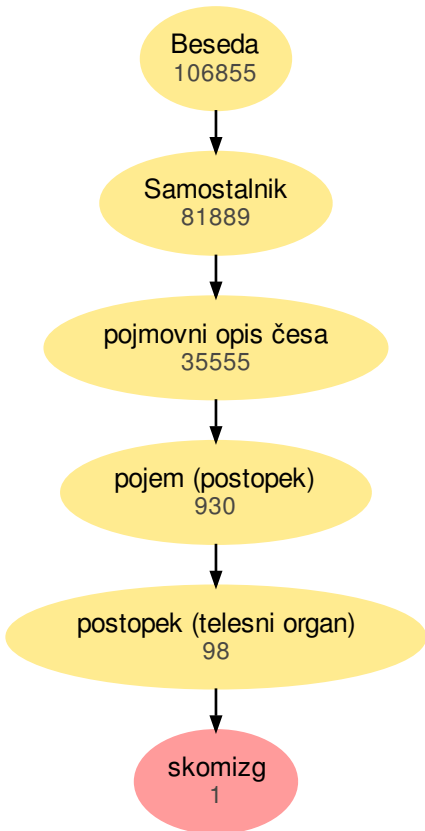 Beseda
106855
Samostalnik
81889
pojmovni opis česa
35555
pojem (postopek)
930
postopek (telesni organ)
98
skomizg
1